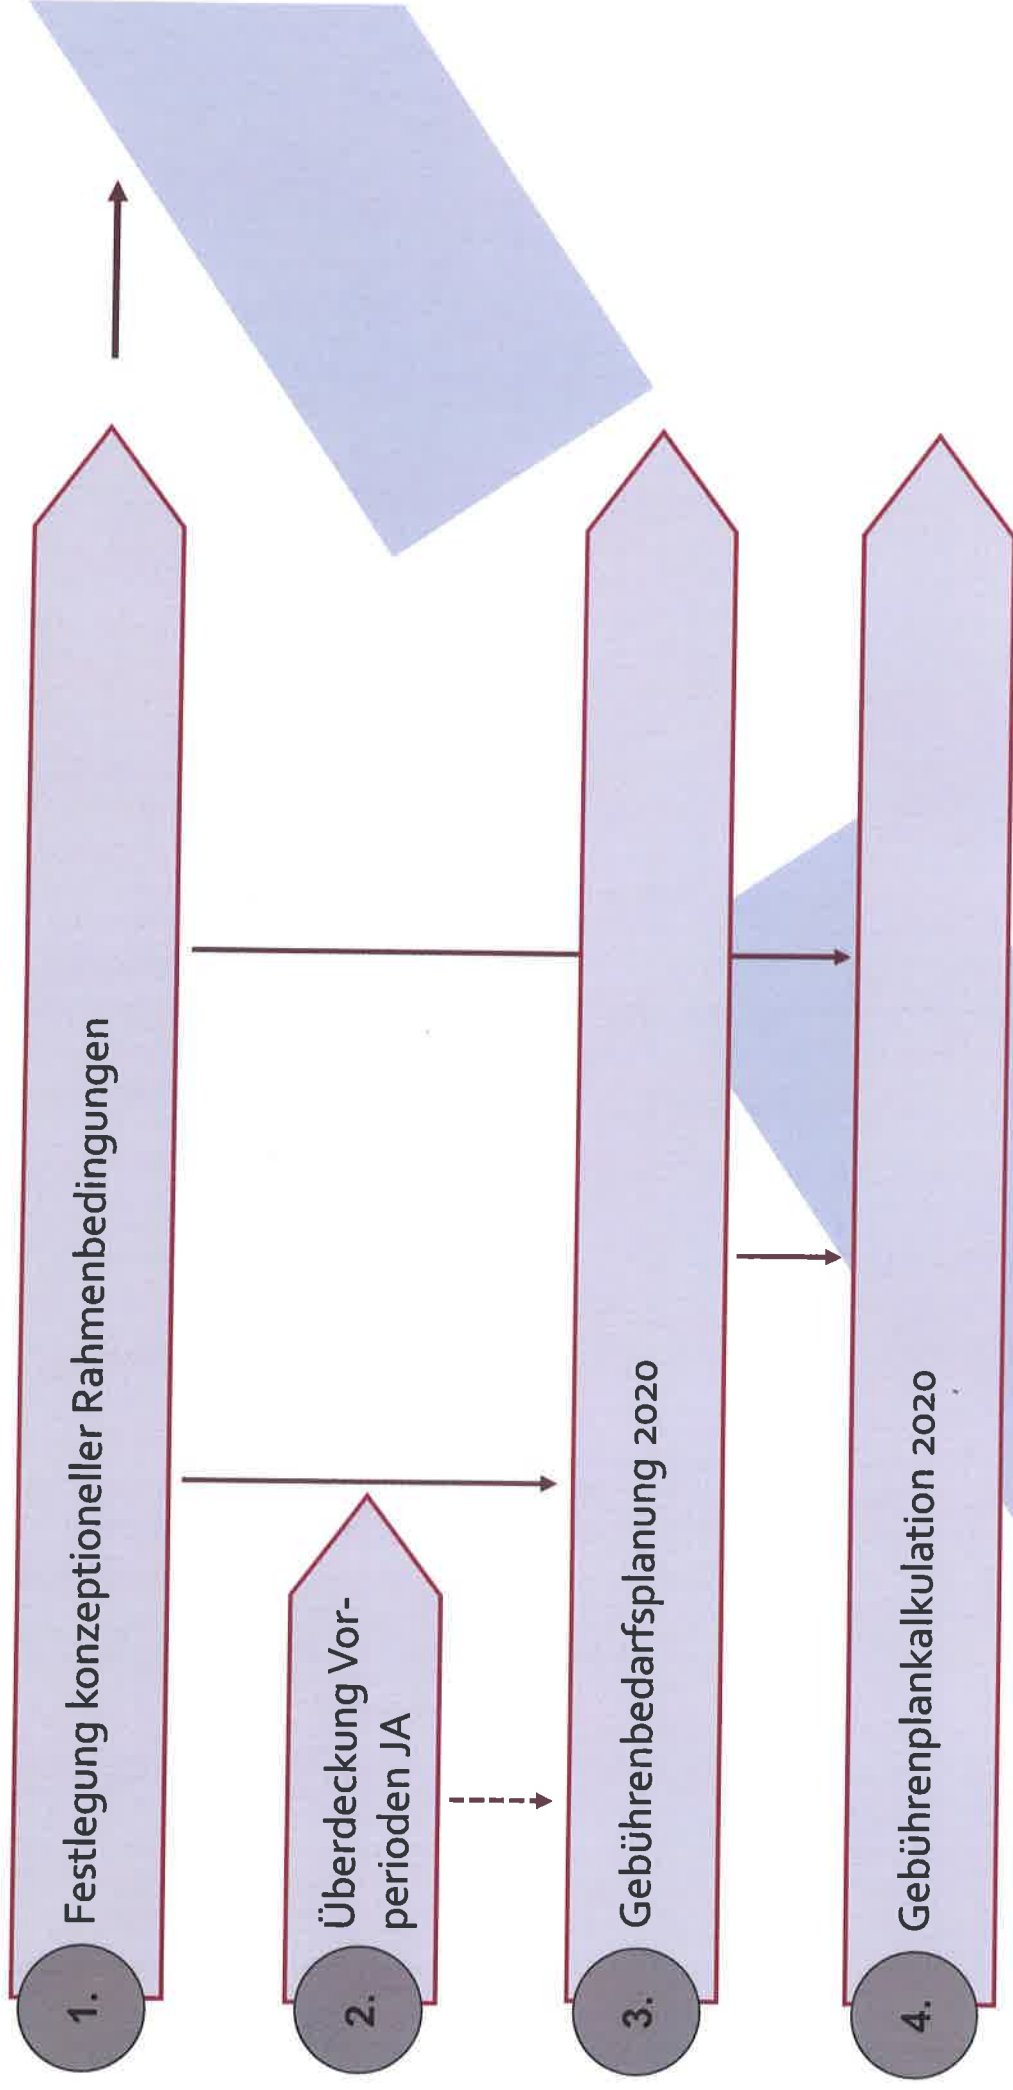 1.
Festlegung konzeptioneller Rahmenbedingungen
2.
Überdeckung Vor-
perioden JA
3.
Gebührenbedarfsplanung 2020
4.
Gebührenplankalkulation 2020